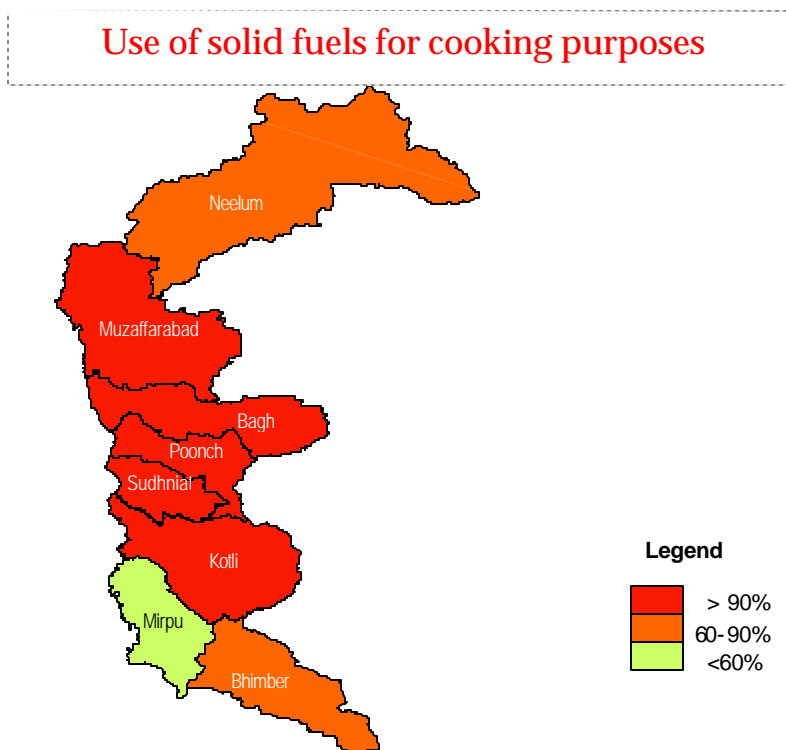 Use of solid fuels for cooking purposes
Neelum
Muzaffarabad
Bagh
Poonch
Sudhniat
Kotli
Mirpu
Bhimber
Legend
> 90%
60-90%
<60%